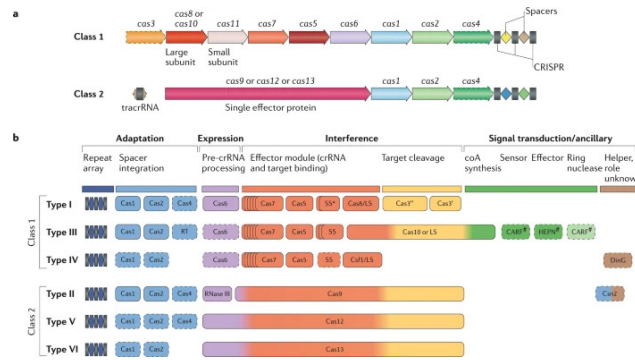 a
cas3
cas8 or
cas10
cas11
cas7
cas5
cas6
cas1
cas2
cas4
Spacers
Class 1
Large
subunit
Small
subunit
CRISPR
cas9 or cas12 or cas13
cas1
cas2
cas4
Class 2
tracrRNA
Single effector protein
b
Adaptation
Expression
Interference
Signal transduction/ancillary
Repeat
array
Spacer
integration
Pre-crRNA
processing
Effector module (crRNA
and target binding)
Target cleavage
coA
synthesis
Sensor
Effector
Ring
nuclease
Helper,
role
unknown
Class 1
Type I
Cas1 Cas2 Cas4 Cas6 Cas7 Cas5 SS* Cas8/LS Cas3″ Cas3′
Type III
Cas1 Cas2 RT Cas6 Cas7 Cas5 SS Cas10 or LS CARF HEPN CARF
Type IV
Cas1 Cas2 Cas6 Cas7 Cas5 SS Csf1/LS DinG
Class 2
Type II
Cas1 Cas2 Cas4 RNase III Cas9 Csn2
Type V
Cas1 Cas2 Cas4 Cas12
Type VI
Cas1 Cas2 Cas13